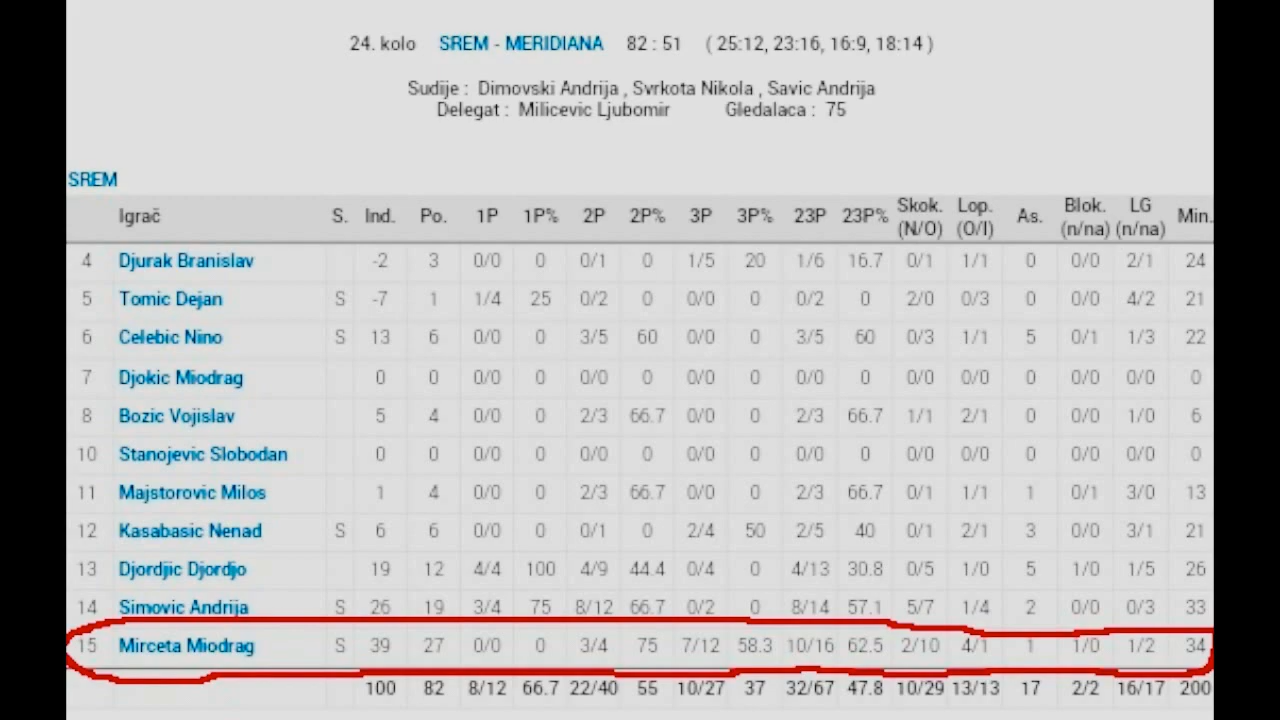 24. kolo SREM - MERIDIANA 82 : 51 ( 25:12, 23:16, 16:9, 18:14 )
Sudije : Dimovski Andrija , Svrkota Nikola , Savic Andrija
Delegat : Milicevic Ljubomir Gledalaca : 75
SREM
Igrač S. Ind. Po. 1P 1P% 2P 2P% 3P 3P% 23P 23P% Skok. (N/O) Lop. (O/I) As. Blok. (n/na) LG (n/na) Min.
4 Djurak Branislav -2 3 0/0 0 0/1 0 1/5 20 1/6 16.7 0/1 1/1 0 0/0 2/1 24
5 Tomic Dejan S -7 1 1/4 25 0/2 0 0/0 0 0/2 0 2/0 0/3 0 0/0 4/2 21
6 Celebic Nino S 13 6 0/0 0 3/5 60 0/0 0 3/5 60 0/3 1/1 5 0/1 1/3 22
7 Djokic Miodrag 0 0 0/0 0 0/0 0 0/0 0 0/0 0 0/0 0/0 0 0/0 0/0 0
8 Bozic Vojislav 5 4 0/0 0 2/3 66.7 0/0 0 2/3 66.7 1/1 2/1 0 0/0 1/0 6
10 Stanojevic Slobodan 0 0 0/0 0 0/0 0 0/0 0 0/0 0 0/0 0/0 0 0/0 0/0 0
11 Majstorovic Milos 1 4 0/0 0 2/3 66.7 0/0 0 2/3 66.7 0/1 1/1 1 0/1 3/0 13
12 Kasabasic Nenad S 6 6 0/0 0 0/1 0 2/4 50 2/5 40 0/1 2/1 3 0/0 3/1 21
13 Djordjic Djordjo 19 12 4/4 100 4/9 44.4 0/4 0 4/13 30.8 0/5 1/0 5 1/0 1/5 26
14 Simovic Andrija S 26 19 3/4 75 8/12 66.7 0/2 0 8/14 57.1 5/7 1/4 2 0/0 0/3 33
15 Mirceta Miodrag S 39 27 0/0 0 3/4 75 7/12 58.3 10/16 62.5 2/10 4/1 1 1/0 1/2 34
100 82 8/12 66.7 22/40 55 10/27 37 32/67 47.8 10/29 13/13 17 2/2 16/17 200